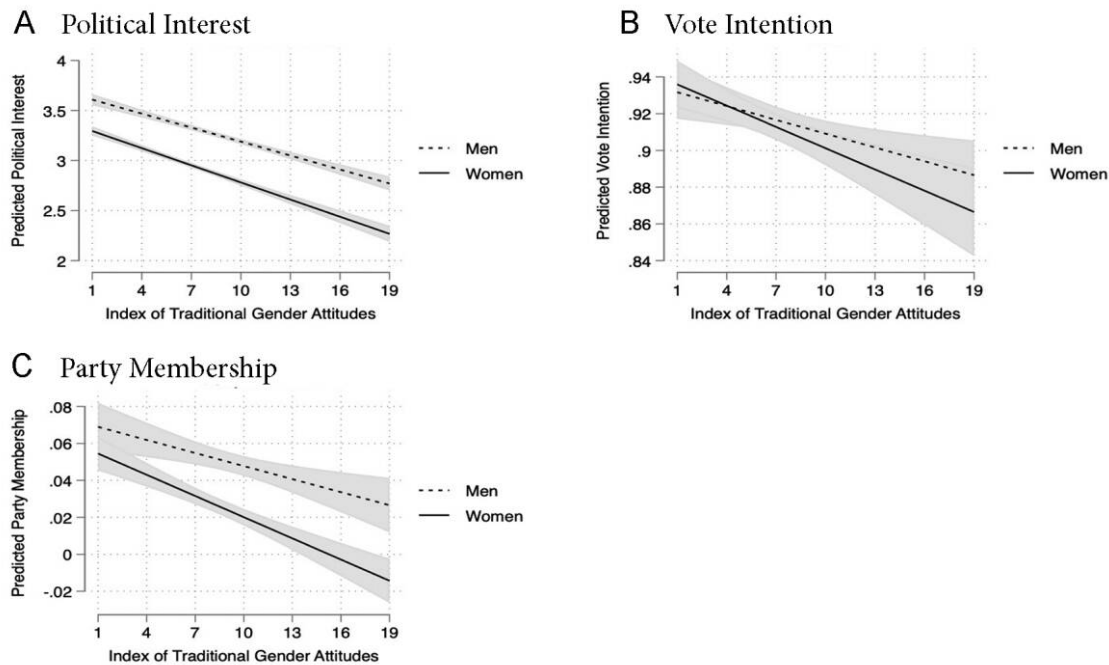 A Political Interest
Predicted Political Interest
4
3.5
3
2.5
2
1 4 7 10 13 16 19
Index of Traditional Gender Attitudes
Men
Women
B Vote Intention
Predicted Vote Intention
.94
.92
.9
.88
.86
.84
1 4 7 10 13 16 19
Index of Traditional Gender Attitudes
Men
Women
C Party Membership
Predicted Party Membership
.08
.06
.04
.02
0
-.02
1 4 7 10 13 16 19
Index of Traditional Gender Attitudes
Men
Women